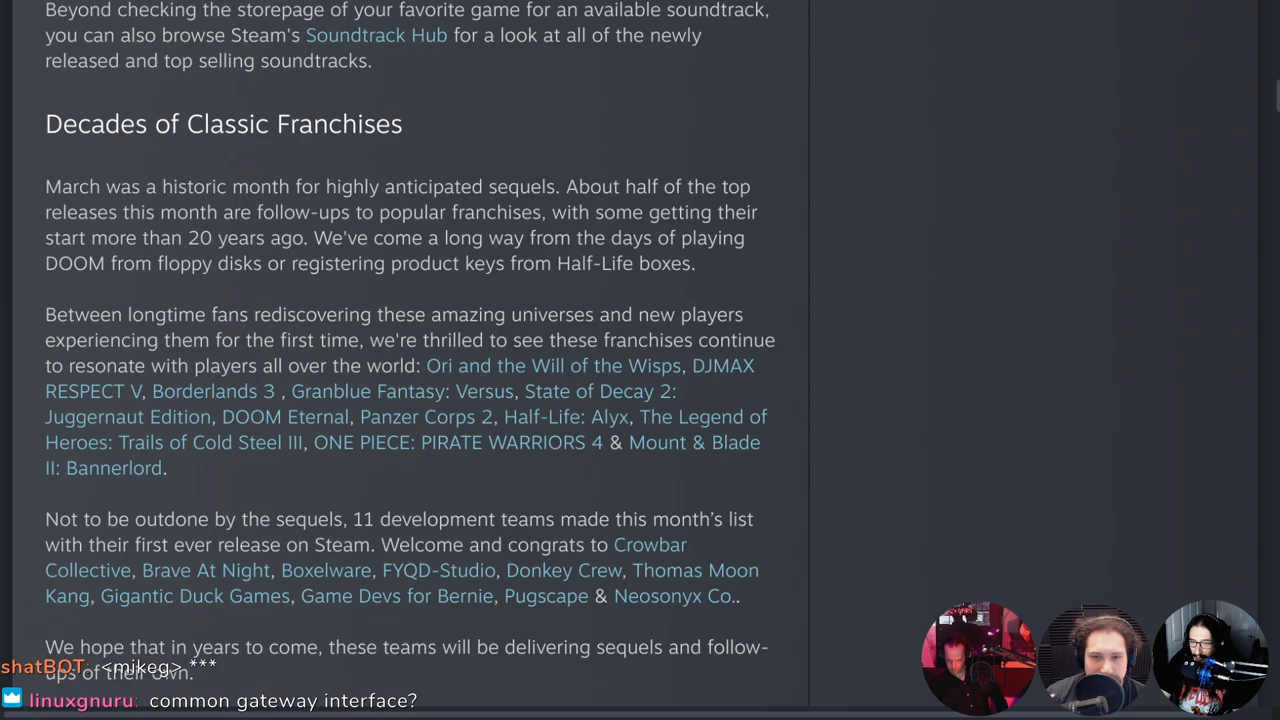 Beyond checking the storepage of your favorite game for an available soundtrack,
you can also browse Steam's Soundtrack Hub for a look at all of the newly
released and top selling soundtracks.
Decades of Classic Franchises
March was a historic month for highly anticipated sequels. About half of the top
releases this month are follow-ups to popular franchises, with some getting their
start more than 20 years ago. We've come a long way from the days of playing
DOOM from floppy disks or registering product keys from Half-Life boxes.
Between longtime fans rediscovering these amazing universes and new players
experiencing them for the first time, we're thrilled to see these franchises continue
to resonate with players all over the world: Ori and the Will of the Wisps, DJMAX
RESPECT V, Borderlands 3 , Granblue Fantasy: Versus, State of Decay 2:
Juggernaut Edition, DOOM Eternal, Panzer Corps 2, Half-Life: Alyx, The Legend of
Heroes: Trails of Cold Steel III, ONE PIECE: PIRATE WARRIORS 4 & Mount & Blade
II: Bannerlord.
Not to be outdone by the sequels, 11 development teams made this month’s list
with their first ever release on Steam. Welcome and congrats to Crowbar
Collective, Brave At Night, Boxelware, FYQD-Studio, Donkey Crew, Thomas Moon
Kang, Gigantic Duck Games, Game Devs for Bernie, Pugscape & Neosonyx Co..
We hope that in years to come, these teams will be delivering sequels and follow-
ups of their own.
shatBOT: <mikeg> ***
linuxgnuru: common gateway interface?